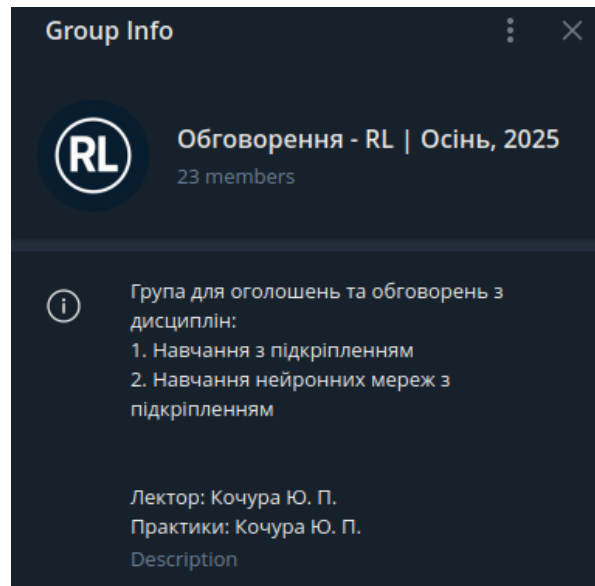 Group Info
RL
Обговорення - RL | Осінь, 2025
23 members
Група для оголошень та обговорень з
дисциплін:
1. Навчання з підкріпленням
2. Навчання нейронних мереж з
підкріпленням
Лектор: Кочура Ю. П.
Практики: Кочура Ю. П.
Description